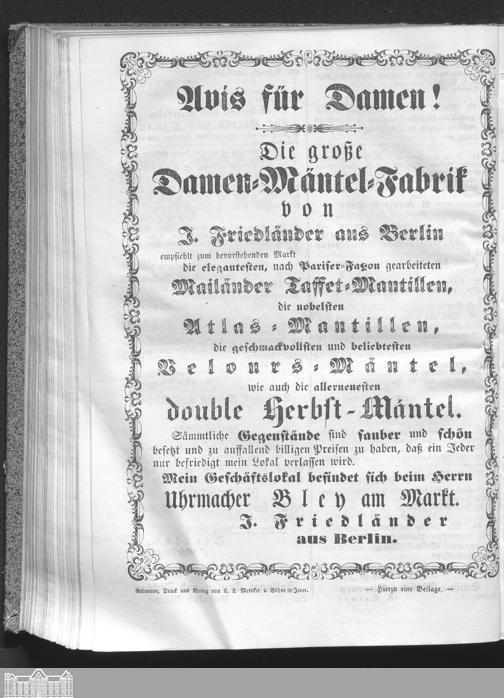 Avis für Damen!
Die große
Damen-Mäntel-Fabrik
von
J. Friedländer aus Berlin
empfiehlt zum bevorstehenden Markt
die elegantesten, nach Pariser-Façon gearbeiteten
Mailänder Taffet-Mantillen,
die nobelsten
Atlas-Mantillen,
die geschmackvollsten und beliebtesten
Velours-Mäntel,
wie auch die allerneuesten
double Herbst-Mäntel.
Sämmtliche Gegenstände sind sauber und schön
besetzt und zu auffallend billigen Preisen zu haben, daß ein Jeder
nur befriedigt mein Lokal verlassen wird.
Mein Geschäftslokal befindet sich beim Herrn
Uhrmacher Bley am Markt.
J. Friedländer
aus Berlin.
Redaction, Druck und Verlag von C. L. Mettcker u. Söhne in Jever.
— Hierzu eine Beilage. —